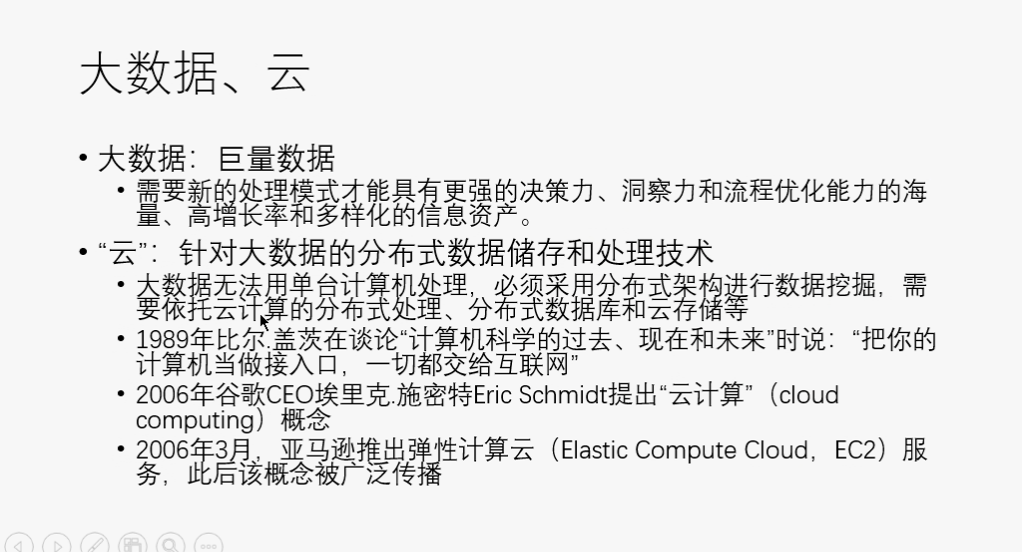 大数据、云
• 大数据：巨量数据
• 需要新的处理模式才能具有更强的决策力、洞察力和流程优化能力的海
量、高增长率和多样化的信息资产。
• “云”：针对大数据的分布式数据储存和处理技术
• 大数据无法用单台计算机处理，必须采用分布式架构进行数据挖掘，需
要依托云计算的分布式处理、分布式数据库和云存储等
• 1989年比尔.盖茨在谈论“计算机科学的过去、现在和未来”时说：“把你的
计算机当做接入口，一切都交给互联网”
• 2006年谷歌CEO埃里克.施密特Eric Schmidt提出“云计算”（cloud
computing）概念
• 2006年3月，亚马逊推出弹性计算云（Elastic Compute Cloud，EC2）服
务，此后该概念被广泛传播